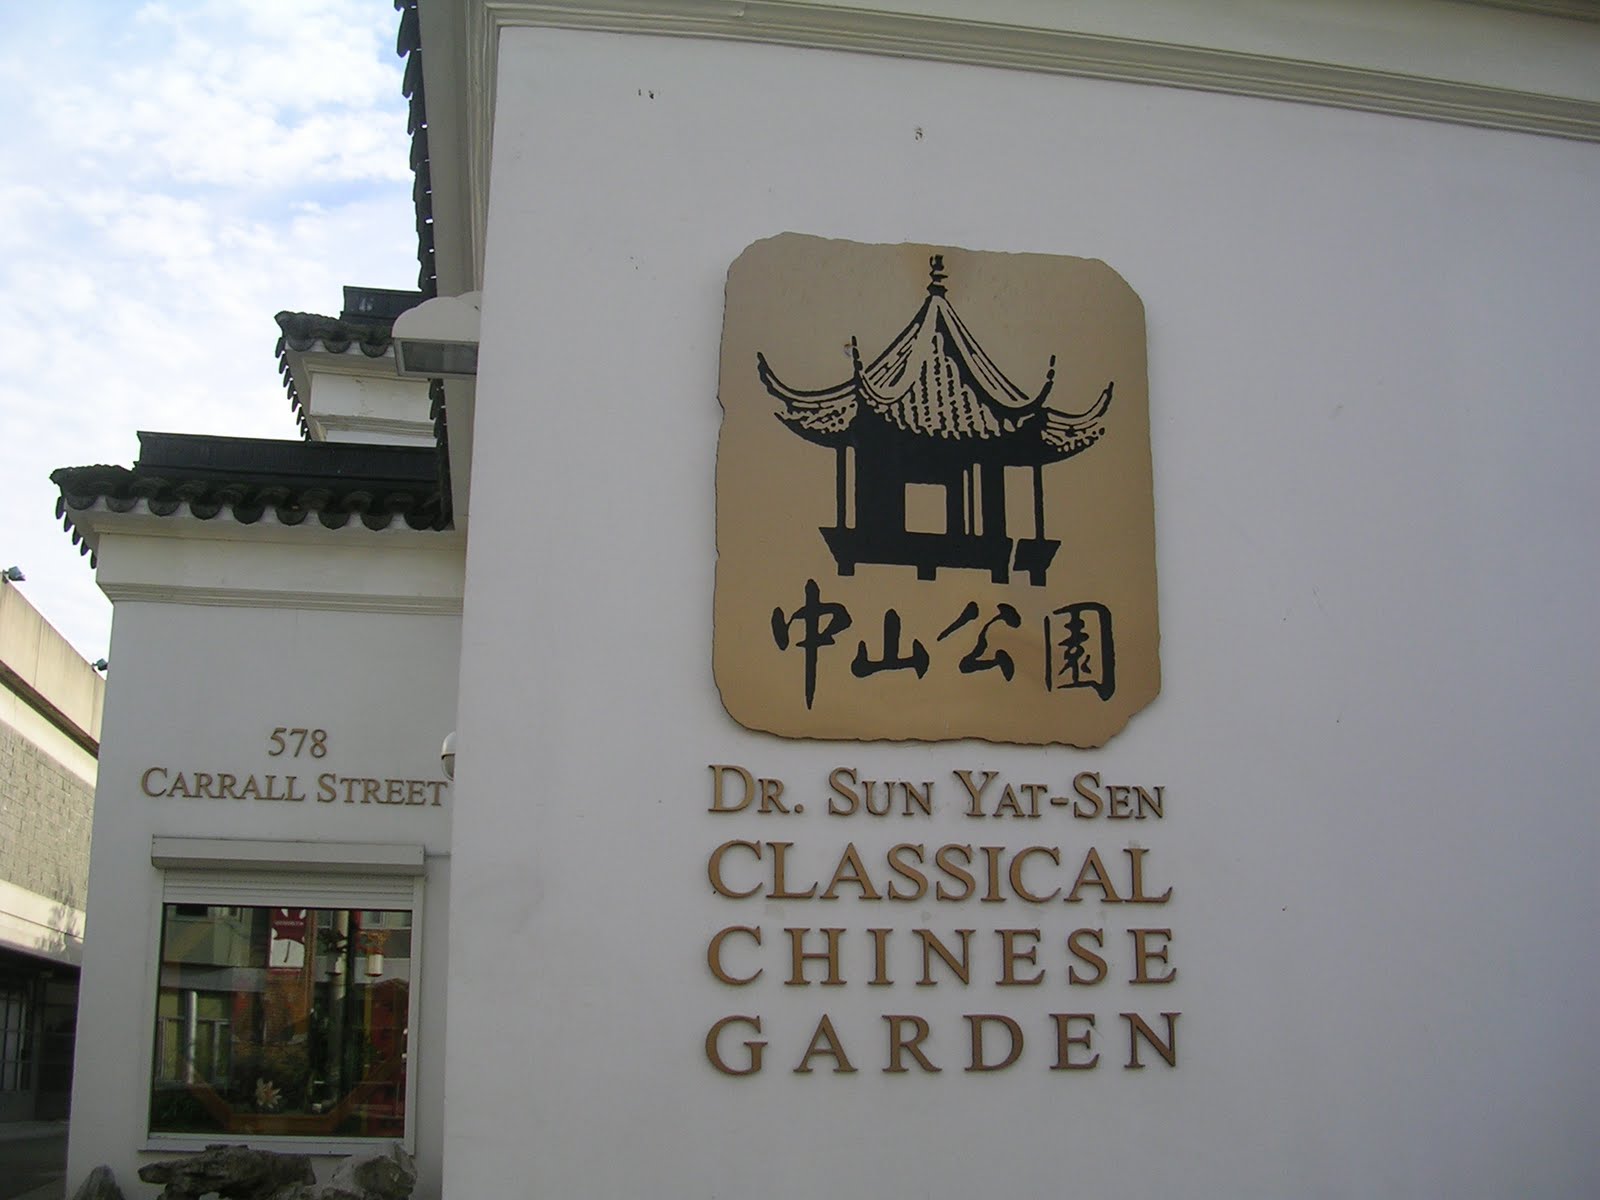 中山公園
DR. SUN YAT-SEN
CLASSICAL
CHINESE
GARDEN
578
CARRALL STREET